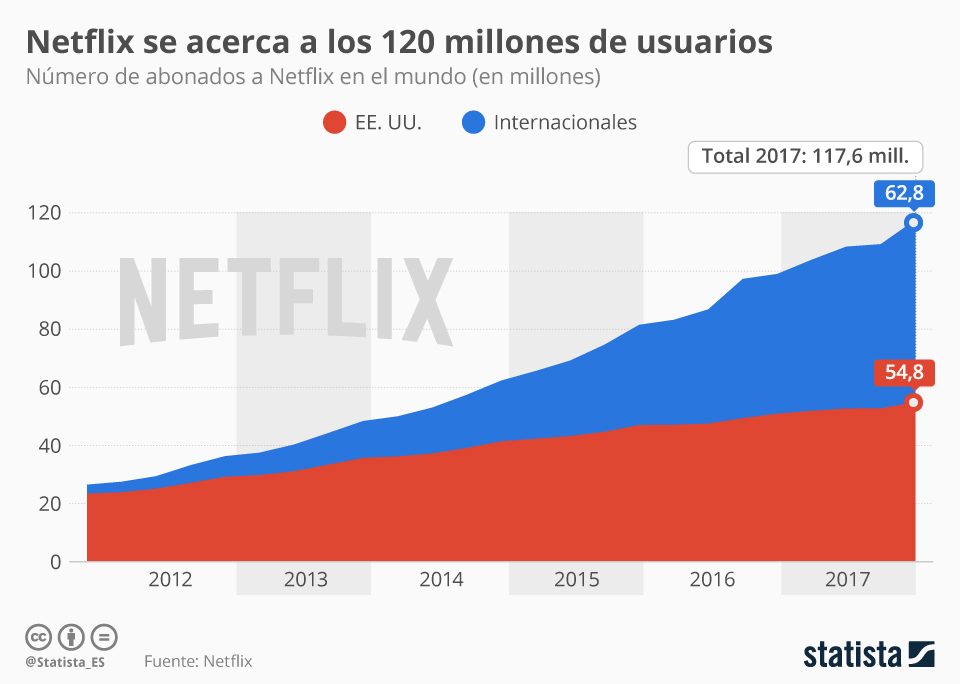 Netflix se acerca a los 120 millones de usuarios
Número de abonados a Netflix en el mundo (en millones)
EE. UU.
Internacionales
Total 2017: 117,6 mill.
62,8
120
100
80
60
40
20
0
NETFLIX
54,8
2012
2013
2014
2015
2016
2017
cc
@Statista_ES
Fuente: Netflix
statista